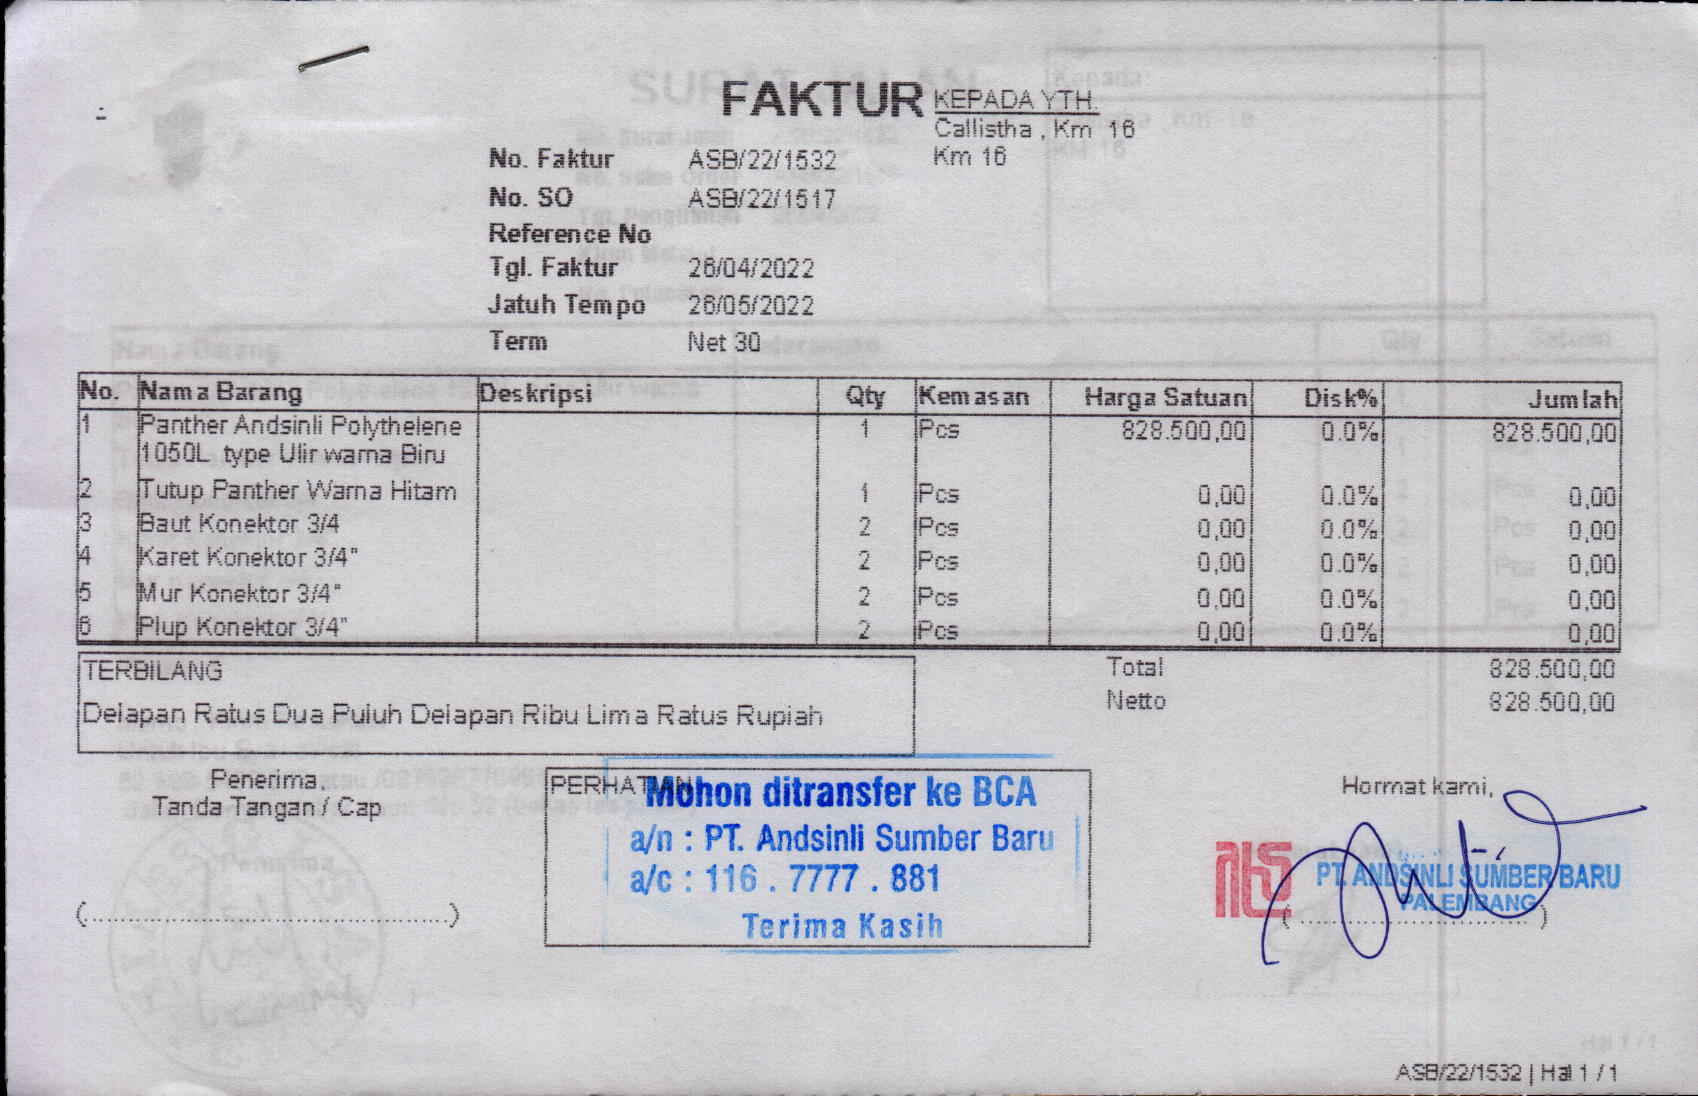 FAKTUR
KEPADA YTH.
Callistha , Km 16
Km 16
No. Faktur ASB/22/1532
No. SO ASB/22/1517
Reference No
Tgl. Faktur 26/04/2022
Jatuh Tempo 26/05/2022
Term Net 30
No. Nama Barang Deskripsi Qty Kemasan Harga Satuan Disk% Jumlah
1 Panther Andsinli Polythelene 1 Pcs 828.500,00 0.0% 828.500,00
1050L type Ulir warna Biru
2 Tutup Panther Warna Hitam 1 Pcs 0,00 0.0% 0,00
3 Baut Konektor 3/4 2 Pcs 0,00 0.0% 0,00
4 Karet Konektor 3/4" 2 Pcs 0,00 0.0% 0,00
5 Mur Konektor 3/4" 2 Pcs 0,00 0.0% 0,00
6 Plup Konektor 3/4" 2 Pcs 0,00 0.0% 0,00
TERBILANG
Delapan Ratus Dua Puluh Delapan Ribu Lima Ratus Rupiah
Total 828.500,00
Netto 828.500,00
Penerima,
Tanda Tangan / Cap
(..................................................)
PERHATIAN
Mohon ditransfer ke BCA
a/n : PT. Andsinli Sumber Baru
a/c : 116 . 7777 . 881
Terima Kasih
Hormat kami,
PT. ANDSINLI SUMBER BARU
PALEMBANG
(....................................)
ASB/22/1532 | Hal 1 / 1